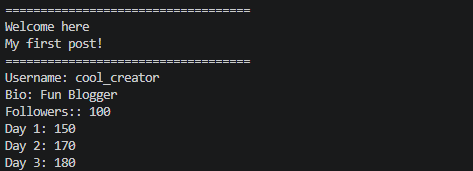 ===================================
Welcome here
My first post!
===================================
Username: cool_creator
Bio: Fun Blogger
Followers:: 100
Day 1: 150
Day 2: 170
Day 3: 180